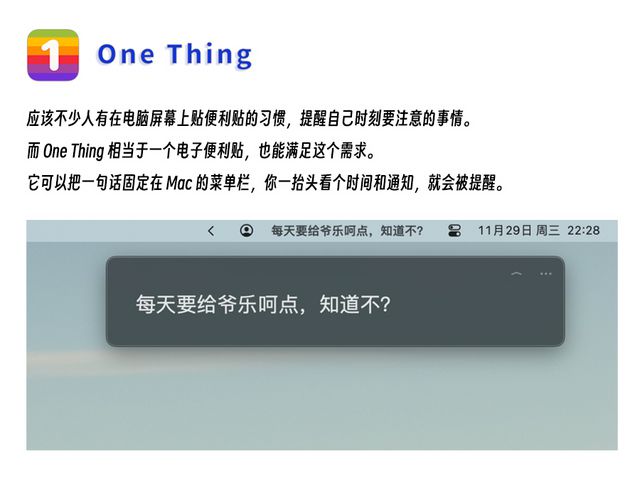 1
One Thing
应该不少人有在电脑屏幕上贴便利贴的习惯，提醒自己时刻要注意的事情。
而 One Thing 相当于一个电子便利贴，也能满足这个需求。
它可以把一句话固定在 Mac 的菜单栏，你一抬头看个时间和通知，就会被提醒。
每天要给爷乐呵点，知道不？ 11月29日 周三 22:28
每天要给爷乐呵点，知道不？